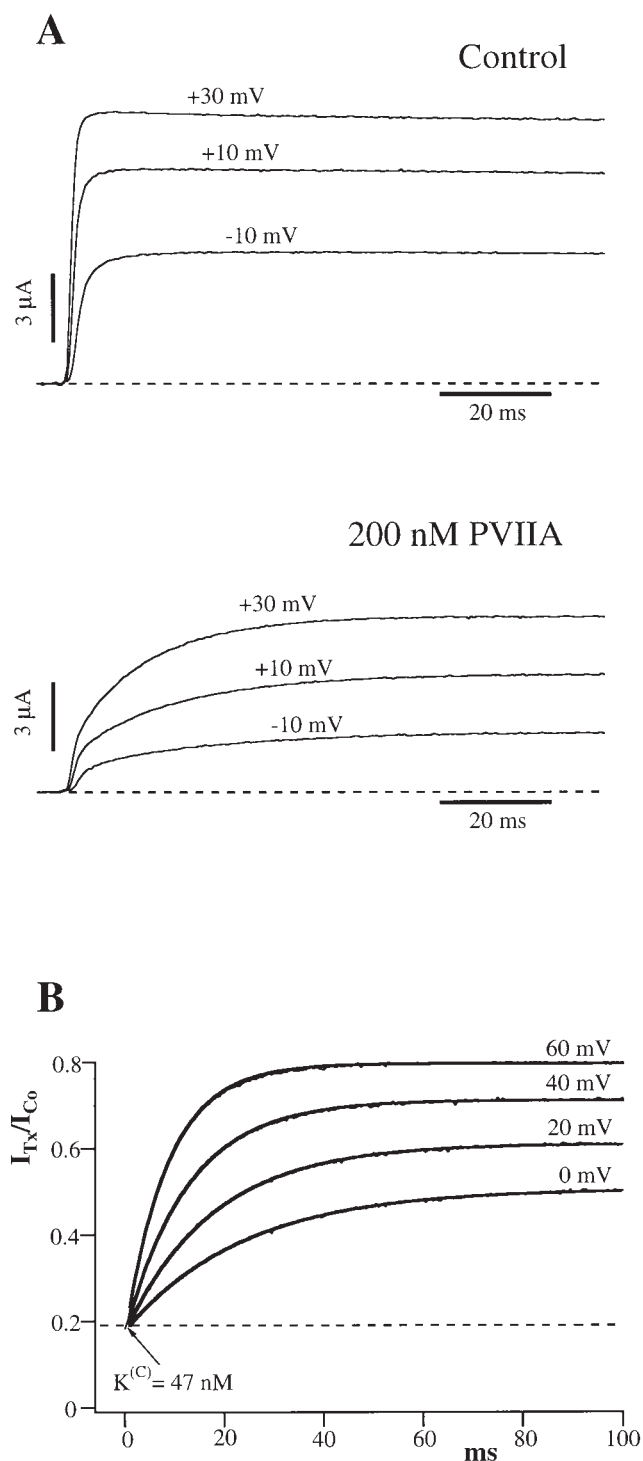 A
Control
+30 mV
+10 mV
-10 mV
3 µA
20 ms
200 nM PVIIA
+30 mV
+10 mV
-10 mV
3 µA
20 ms
B
I_Tx/I_Co
0.8
0.6
0.4
0.2
0
60 mV
40 mV
20 mV
0 mV
K^(C)= 47 nM
0 20 40 60 80 100
ms